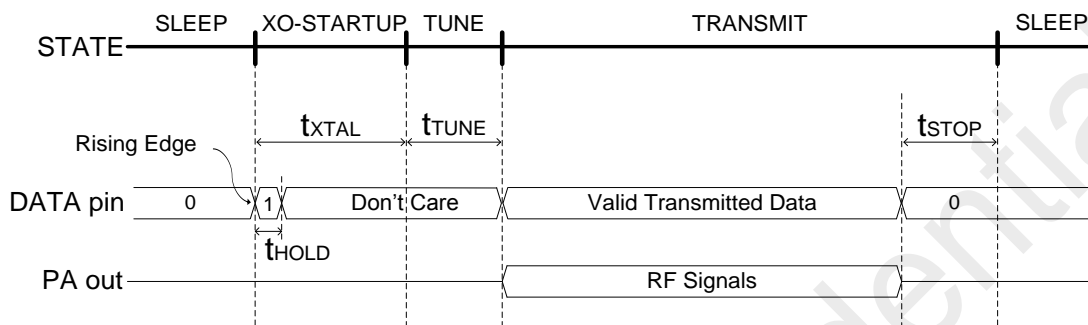 SLEEP XO-STARTUP TUNE TRANSMIT SLEEP
STATE
tXTAL tTUNE tSTOP
Rising Edge
DATA pin 0 1 Don't Care Valid Transmitted Data 0
tHOLD
PA out RF Signals